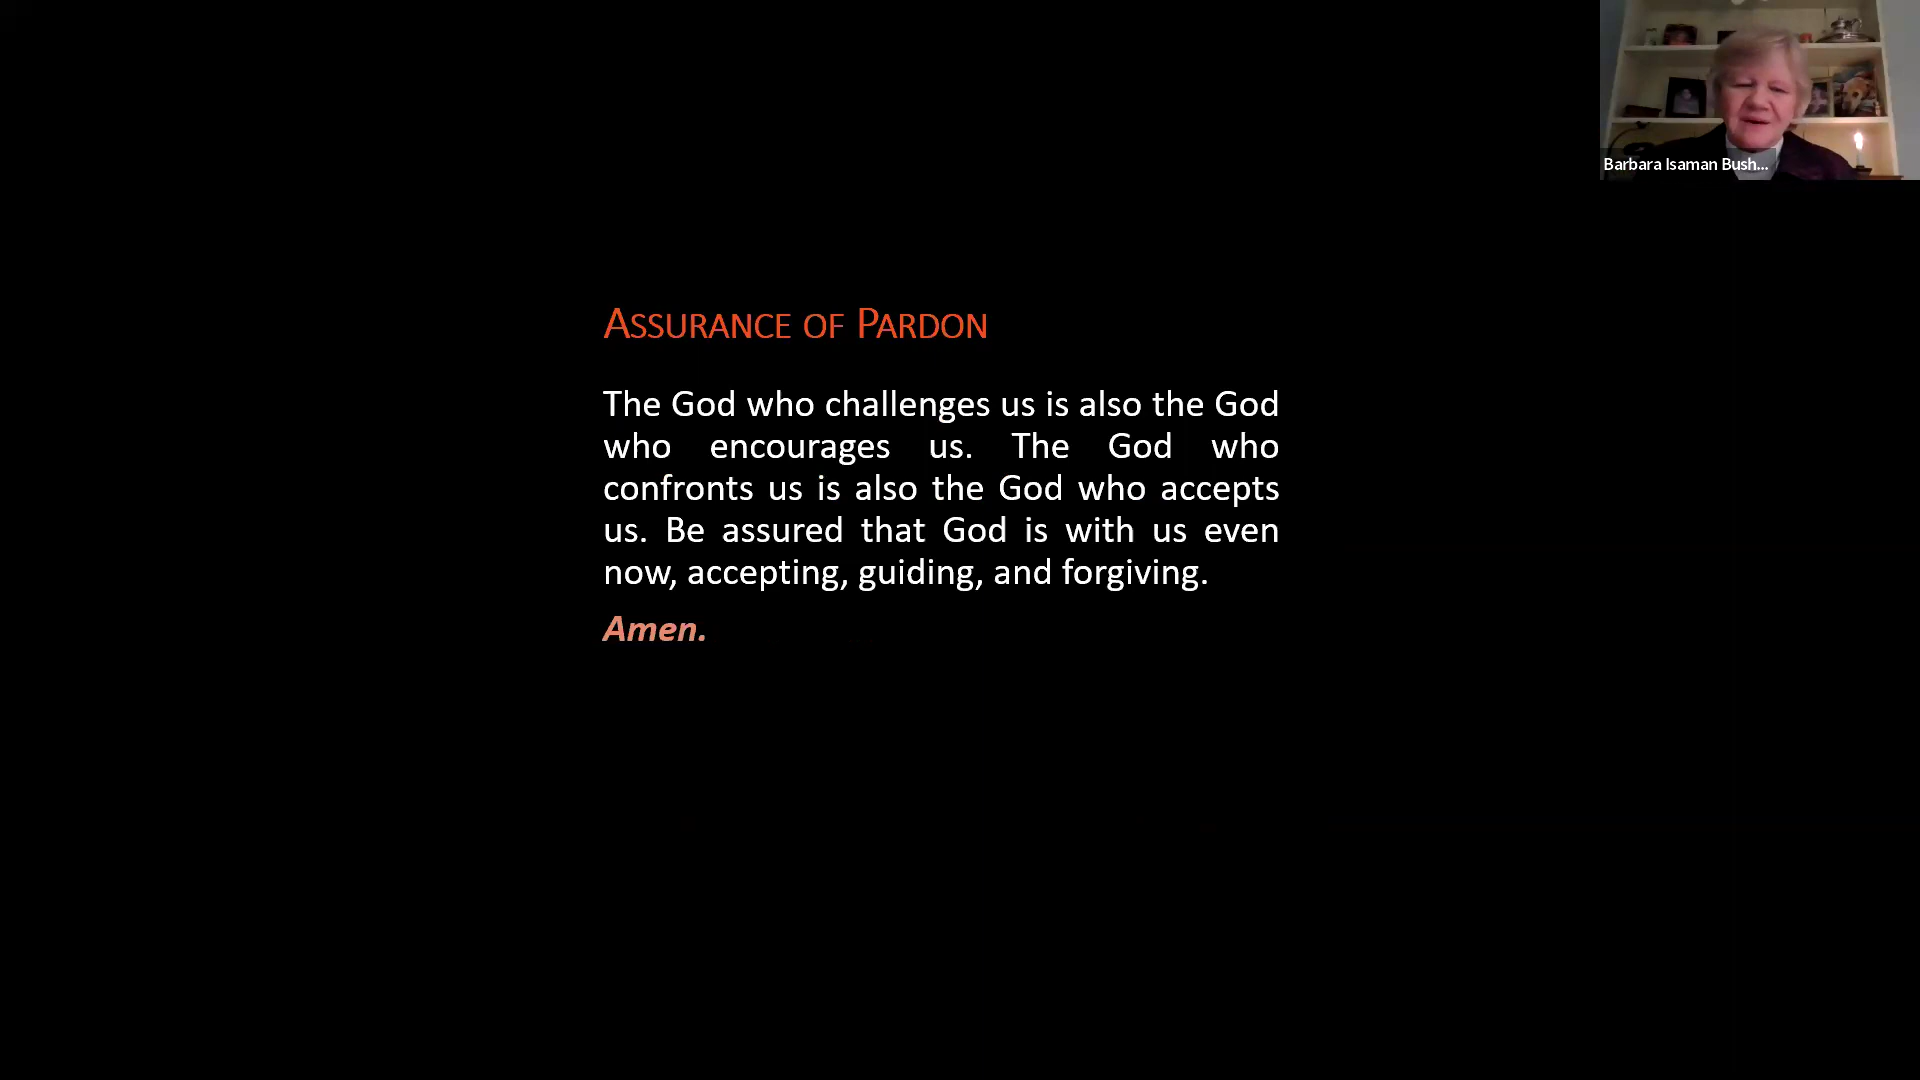 Barbara Isaman Bush...
Assurance of Pardon
The God who challenges us is also the God
who encourages us. The God who
confronts us is also the God who accepts
us. Be assured that God is with us even
now, accepting, guiding, and forgiving.
Amen.